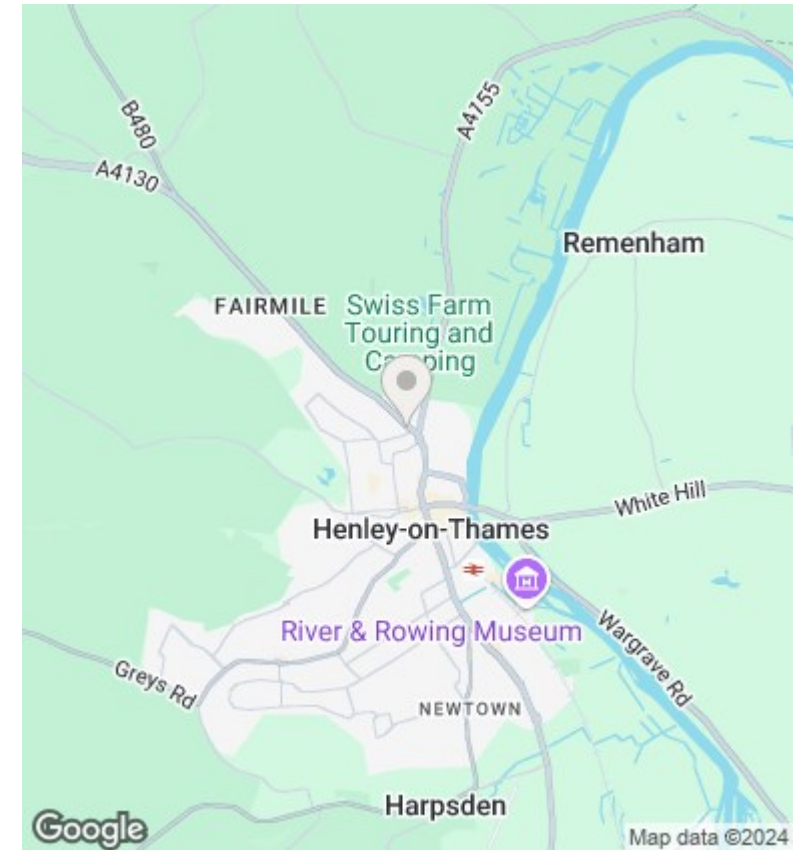 A4155
B480
A4130
Remenham
FAIRMILE
Swiss Farm
Touring and
Camping
White Hill
Henley-on-Thames
River & Rowing Museum
Wargrave Rd
Greys Rd
NEWTOWN
Harpsden
Google
Map data ©2024